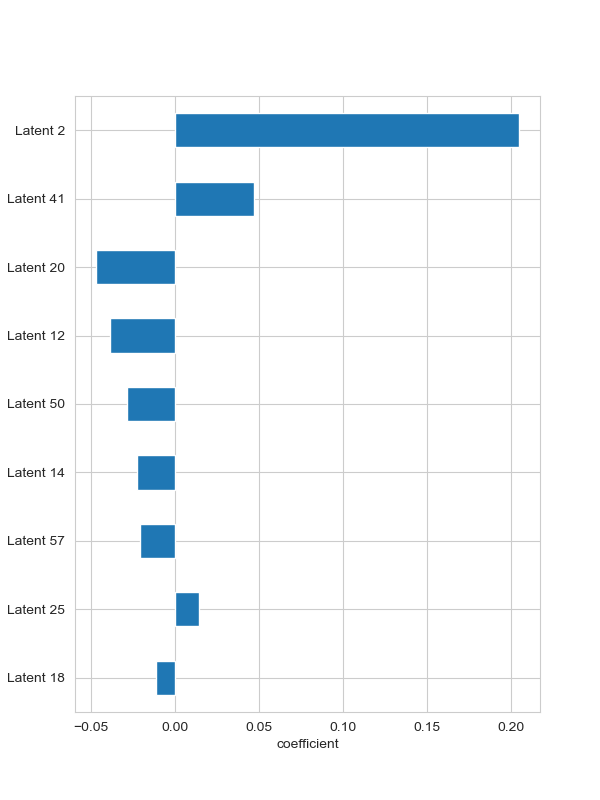 Latent 2
Latent 41
Latent 20
Latent 12
Latent 50
Latent 14
Latent 57
Latent 25
Latent 18
−0.05 0.00 0.05 0.10 0.15 0.20
coefficient